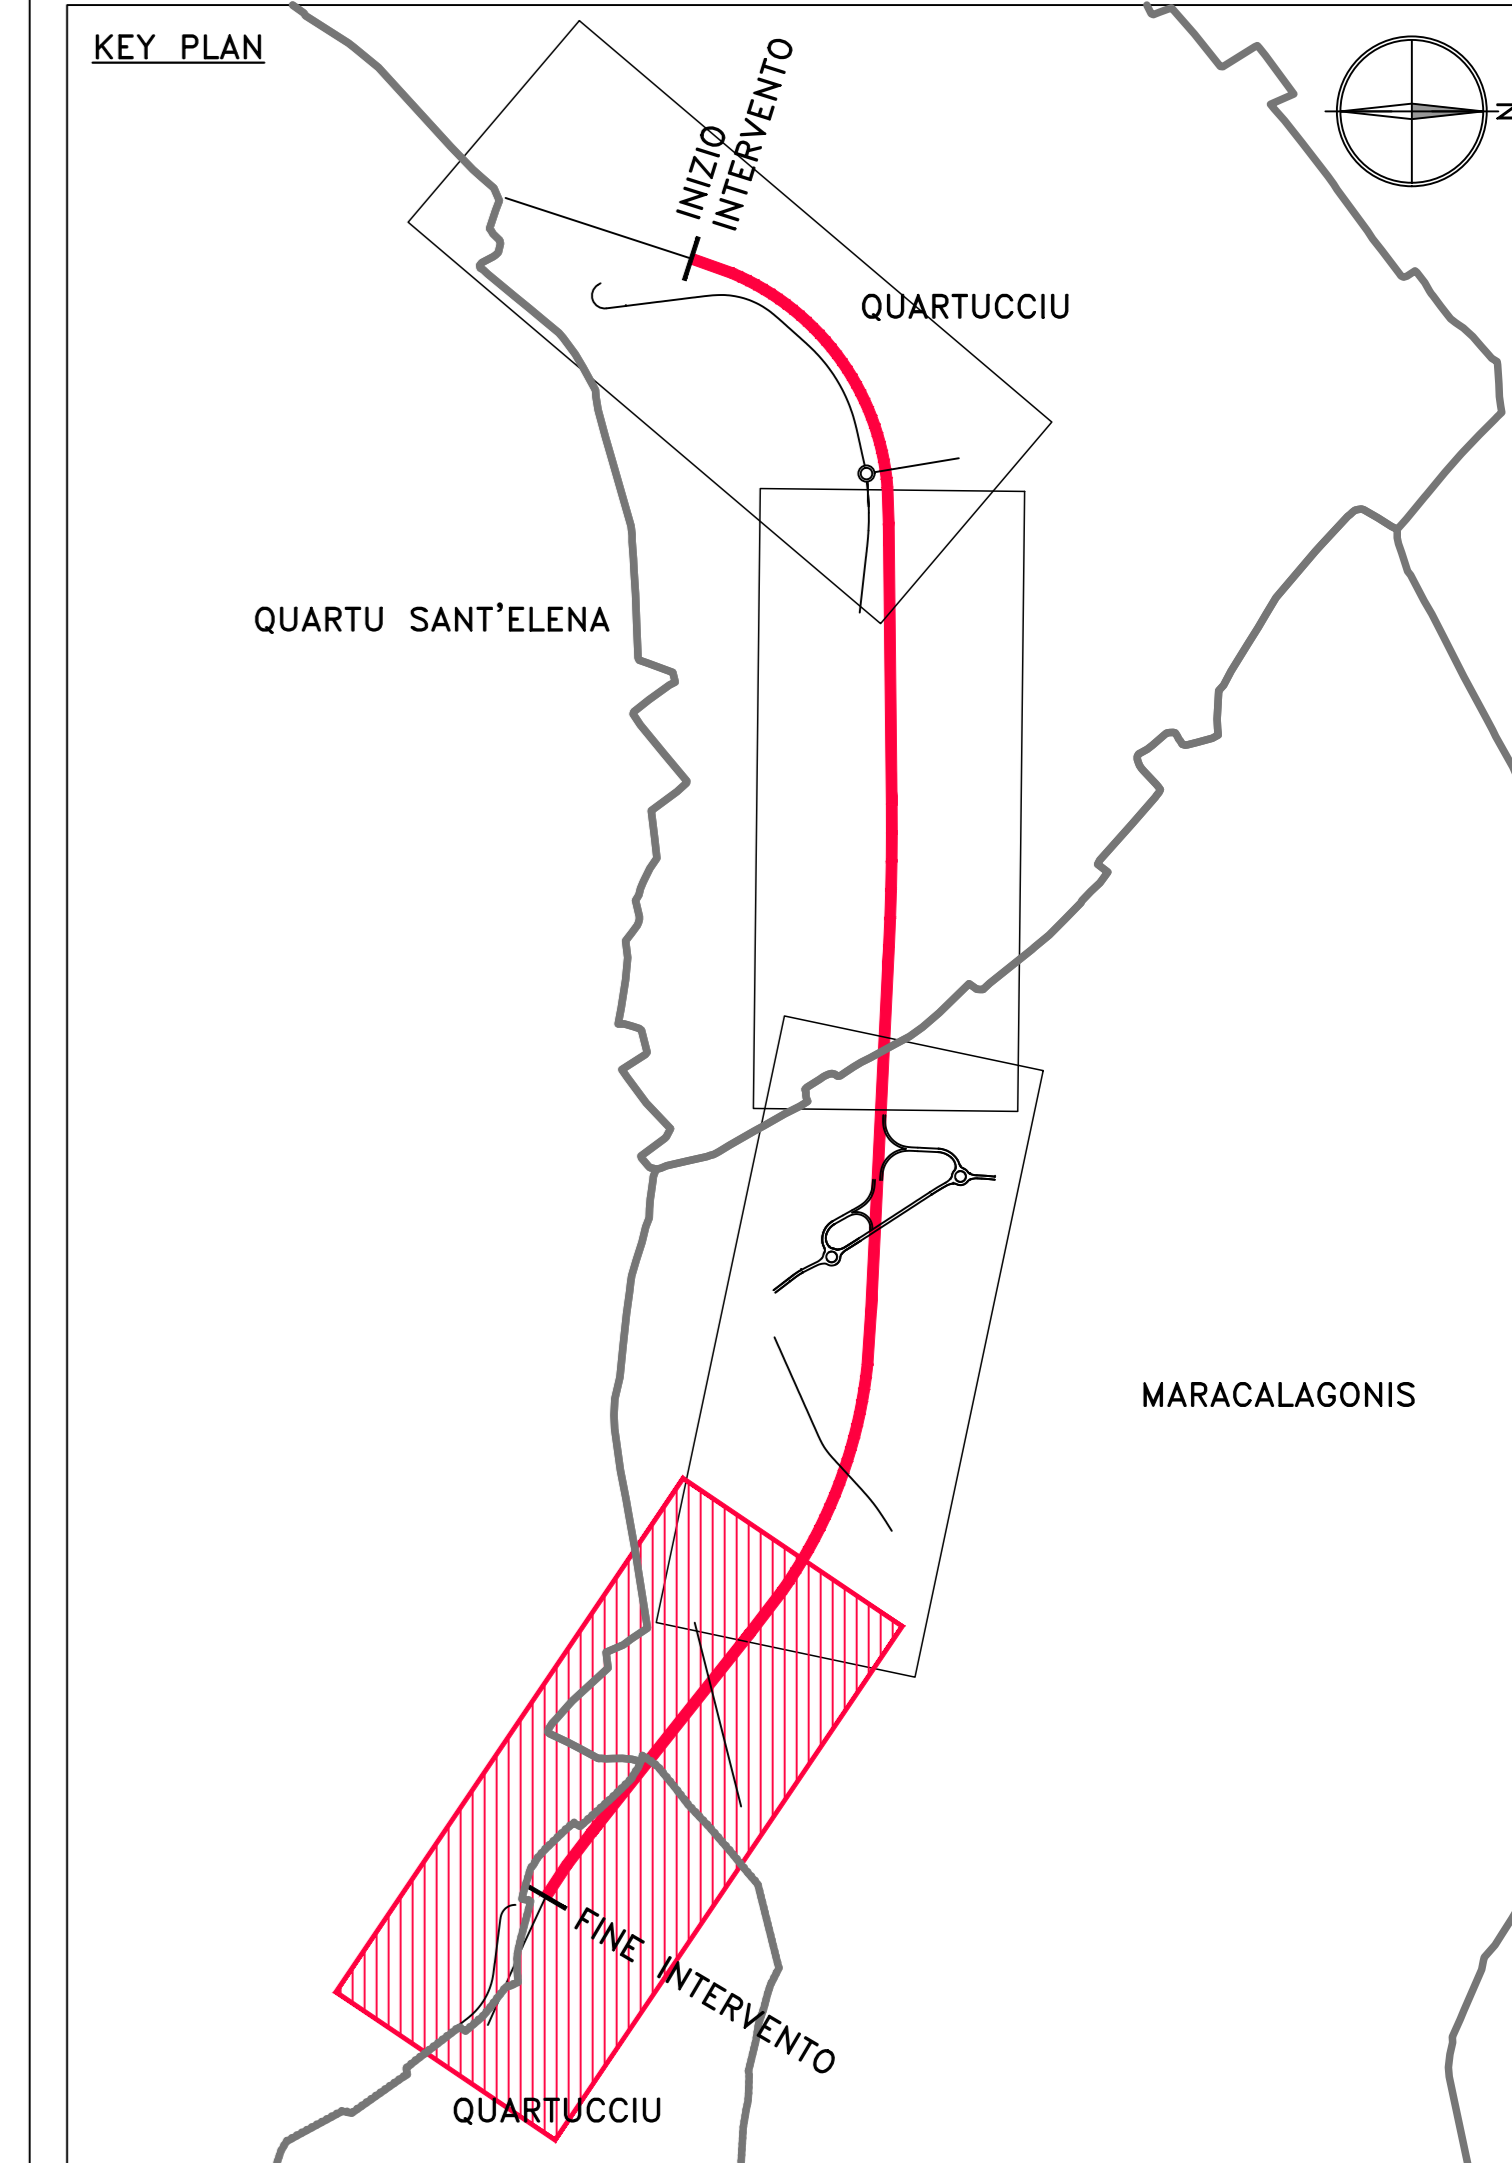 KEY PLAN
INIZIO
INTERVENTO
N
QUARTUCCIU
QUARTU SANT'ELENA
MARACALAGONIS
FINE INTERVENTO
QUARTUCCIU